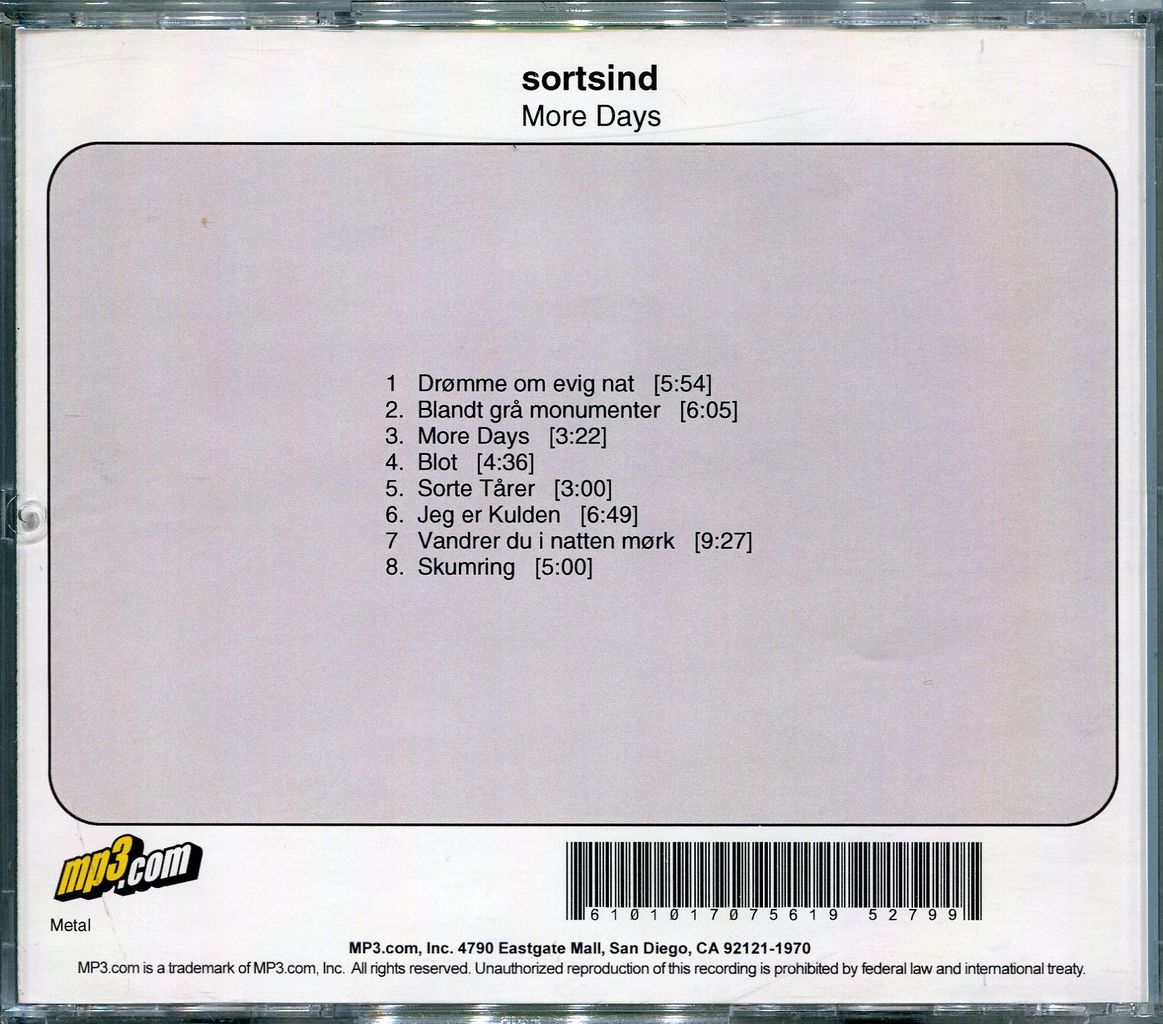 sortsind
More Days
1 Drømme om evig nat [5:54]
2. Blandt grå monumenter [6:05]
3. More Days [3:22]
4. Blot [4:36]
5. Sorte Tårer [3:00]
6. Jeg er Kulden [6:49]
7 Vandrer du i natten mørk [9:27]
8. Skumring [5:00]
mp3.com
Metal
6 1 0 1 0 1 7 0 7 5 6 1 9 5 2 7 9 9
MP3.com, Inc. 4790 Eastgate Mall, San Diego, CA 92121-1970
MP3.com is a trademark of MP3.com, Inc. All rights reserved. Unauthorized reproduction of this recording is prohibited by federal law and international treaty.